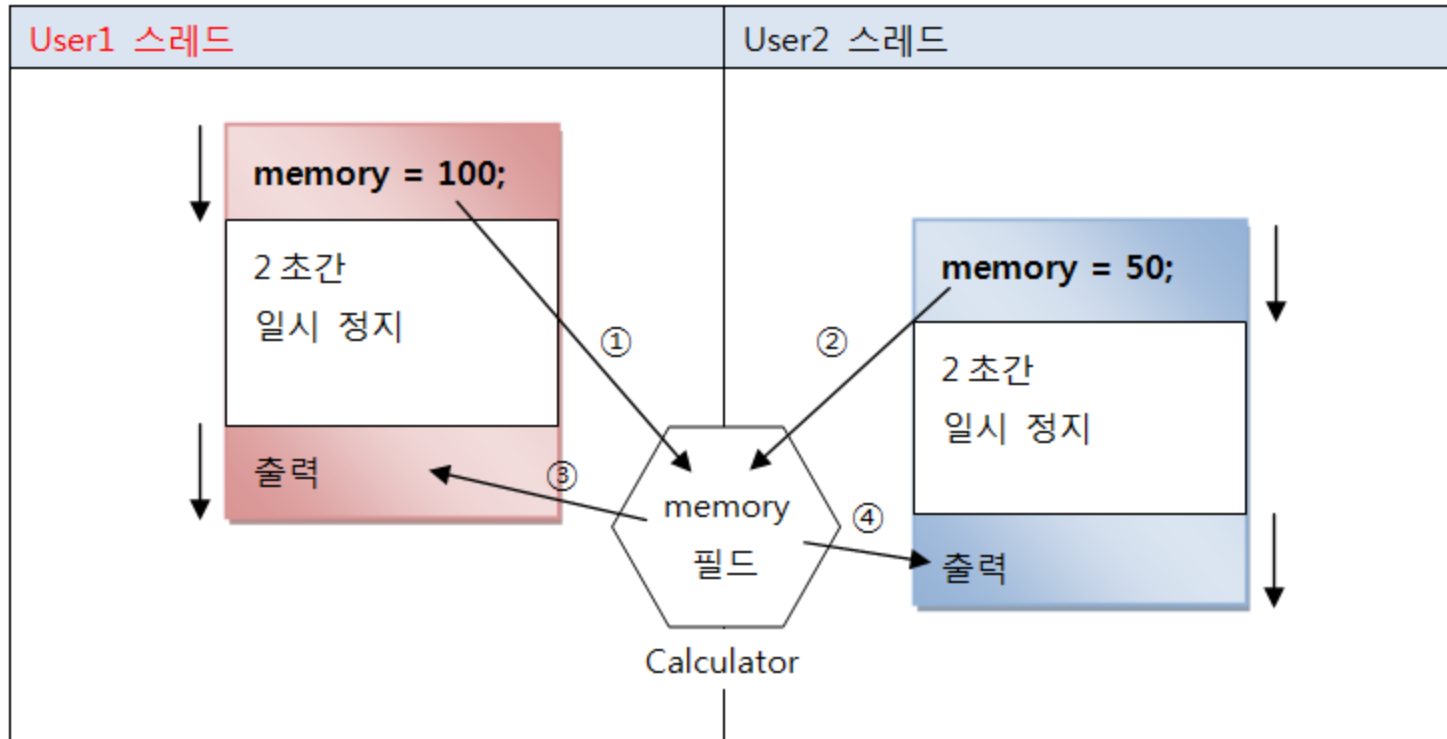 User1 스레드
User2 스레드
memory = 100;
2 초간
일시 정지
출력
memory = 50;
2 초간
일시 정지
출력
①
②
③
④
memory
필드
Calculator